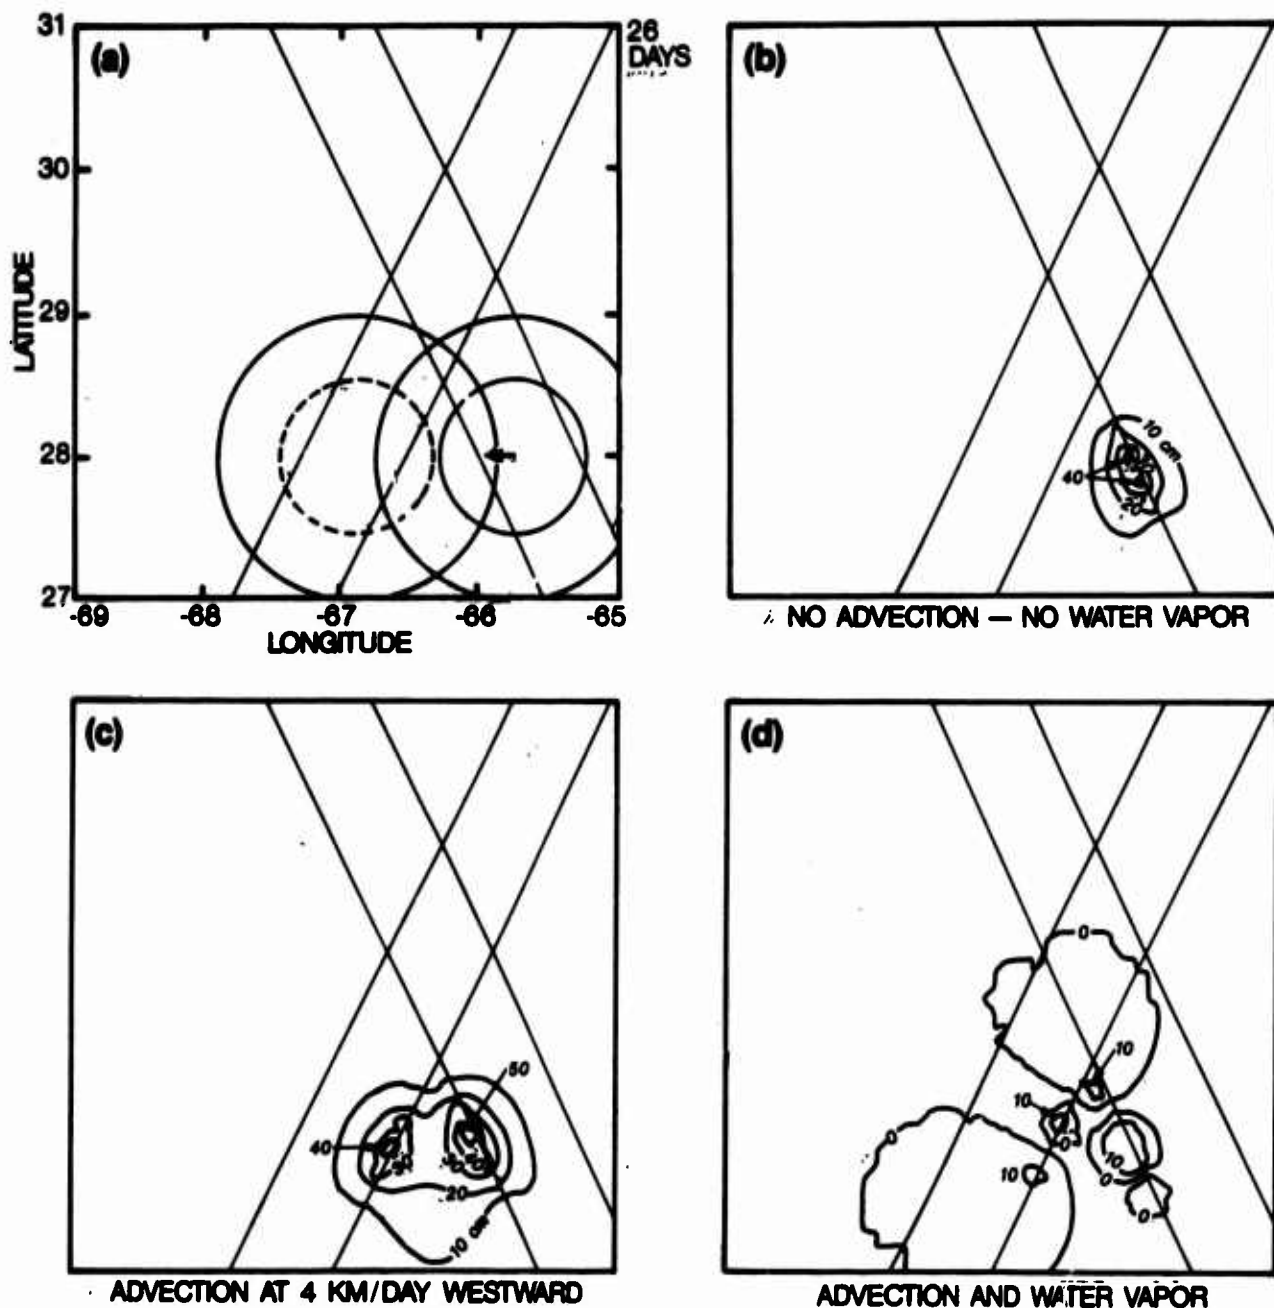 (a)
26
DAYS
31
30
29
28
27
LATITUDE
-69 -68 -67 -66 -65
LONGITUDE
(b)
10 cm
40
20
NO ADVECTION — NO WATER VAPOR
(c)
50
40
30
20
10 cm
ADVECTION AT 4 KM/DAY WESTWARD
(d)
0
10
10
0
0
10
10
0
0
ADVECTION AND WATER VAPOR